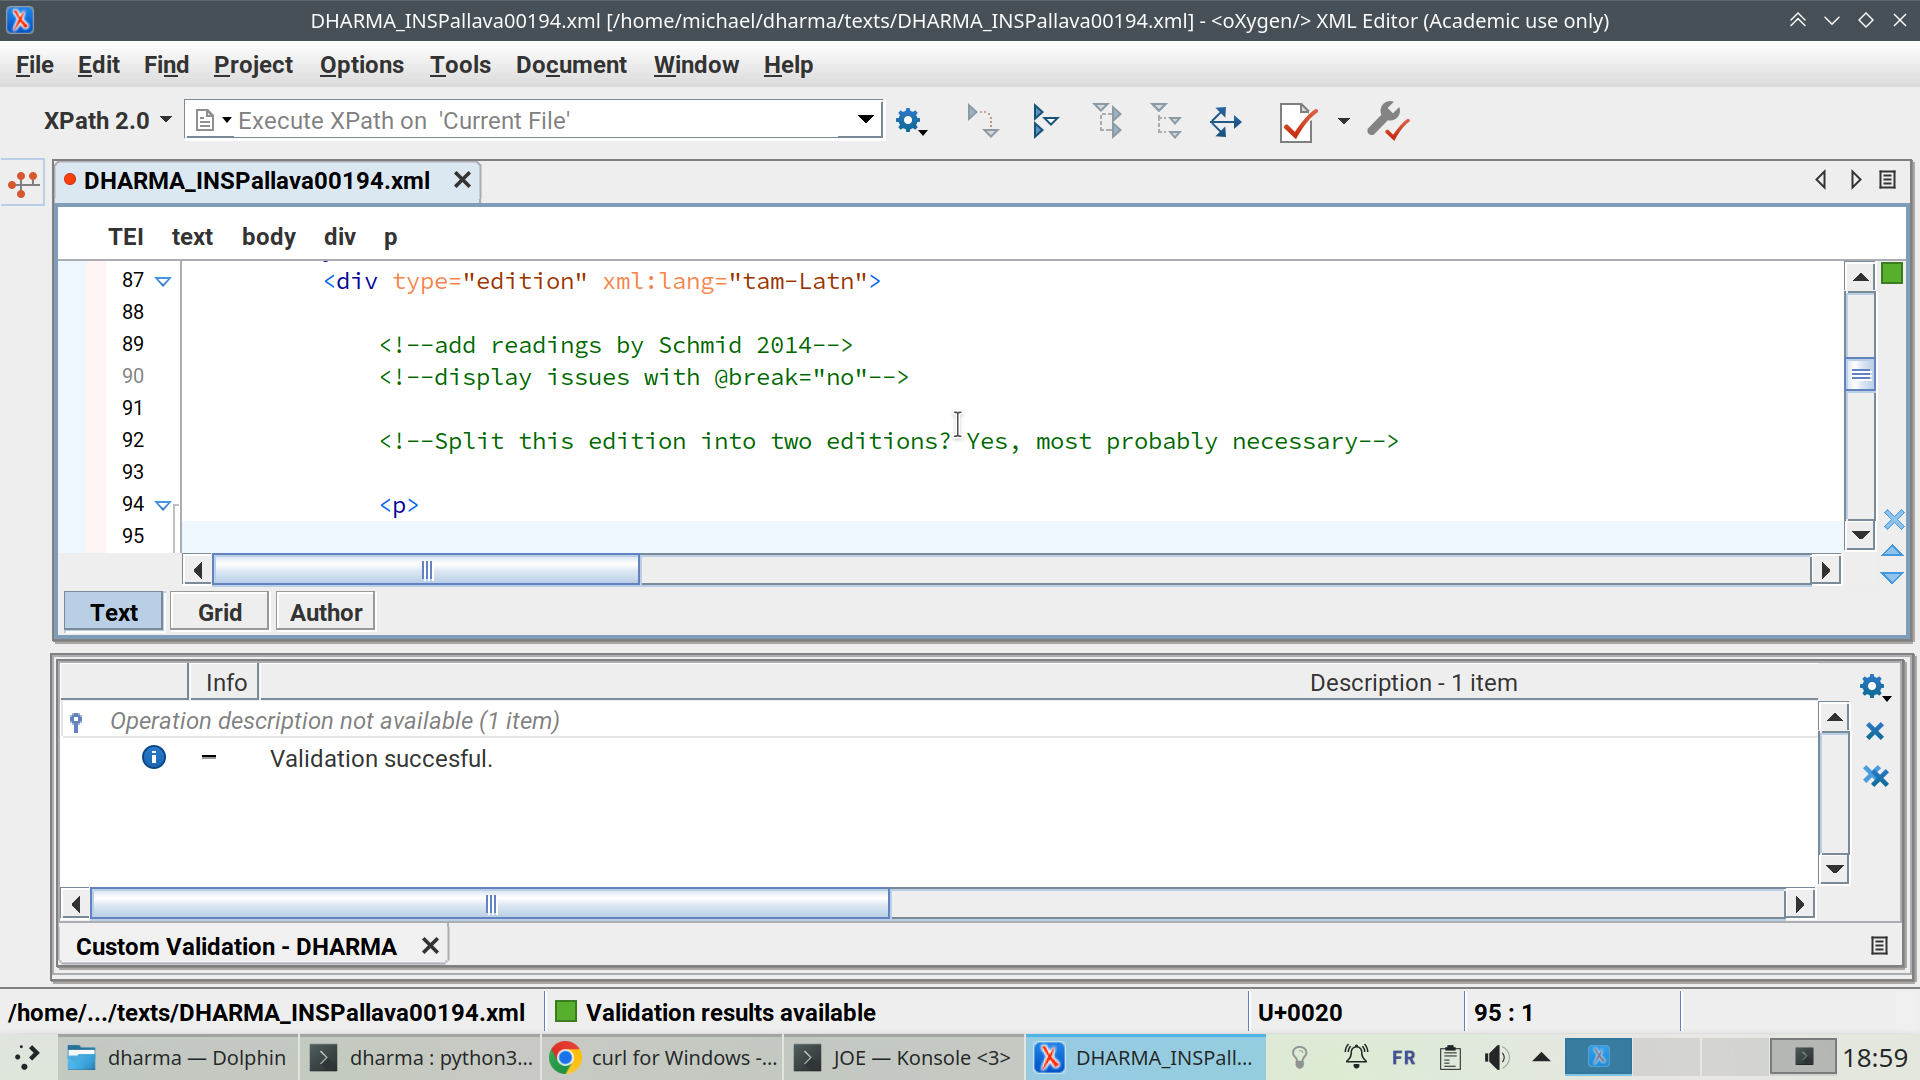 DHARMA_INSPallava00194.xml [/home/michael/dharma/texts/DHARMA_INSPallava00194.xml] - <oXygen/> XML Editor (Academic use only)
File Edit Find Project Options Tools Document Window Help
XPath 2.0 Execute XPath on 'Current File'
DHARMA_INSPallava00194.xml
TEI text body div p
87 <div type="edition" xml:lang="tam-Latn">
88
89 <!--add readings by Schmid 2014-->
90 <!--display issues with @break="no"-->
91
92 <!--Split this edition into two editions? Yes, most probably necessary-->
93
94 <p>
95
Text Grid Author
Info Description - 1 item
Operation description not available (1 item)
Validation succesful.
Custom Validation - DHARMA
/home/.../texts/DHARMA_INSPallava00194.xml Validation results available U+0020 95 : 1
dharma — Dolphin dharma : python3... curl for Windows -... JOE — Konsole <3> DHARMA_INSPall... FR 18:59